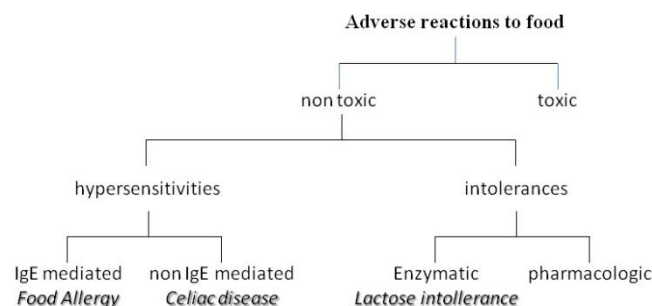 Adverse reactions to food
non toxic
toxic
hypersensitivities
intolerances
IgE mediated
Food Allergy
non IgE mediated
Celiac disease
Enzymatic
Lactose intollerance
pharmacologic